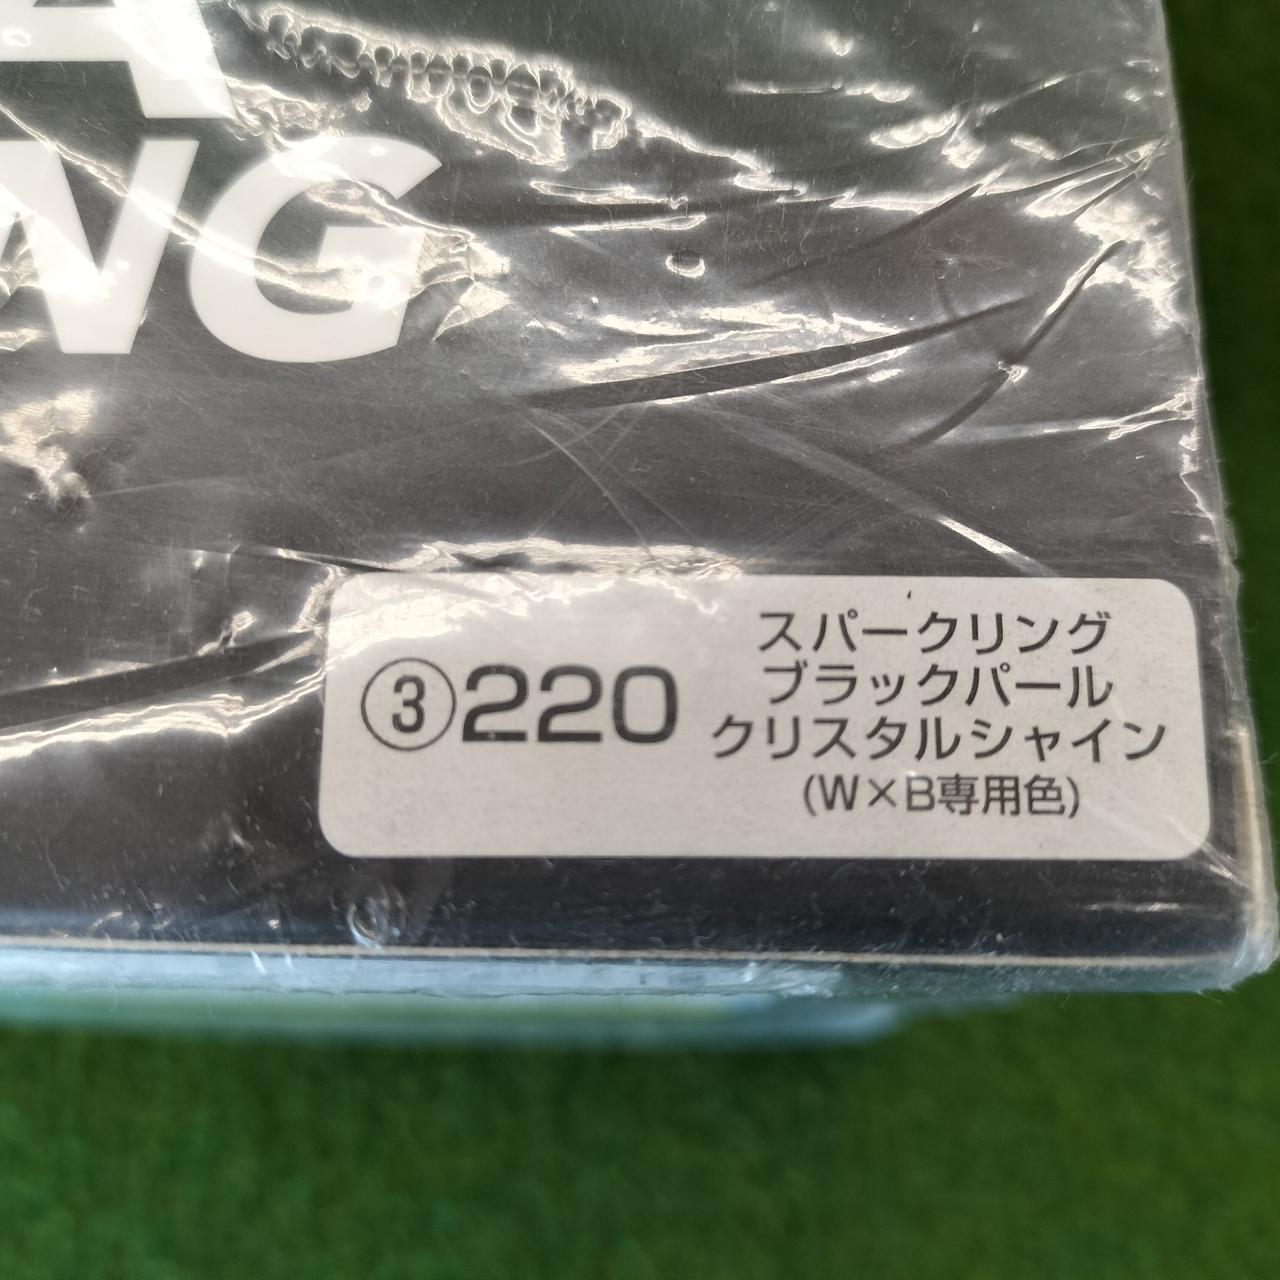 A
NG
③220
スパークリング
ブラックパール
クリスタルシャイン
(W×B専用色)